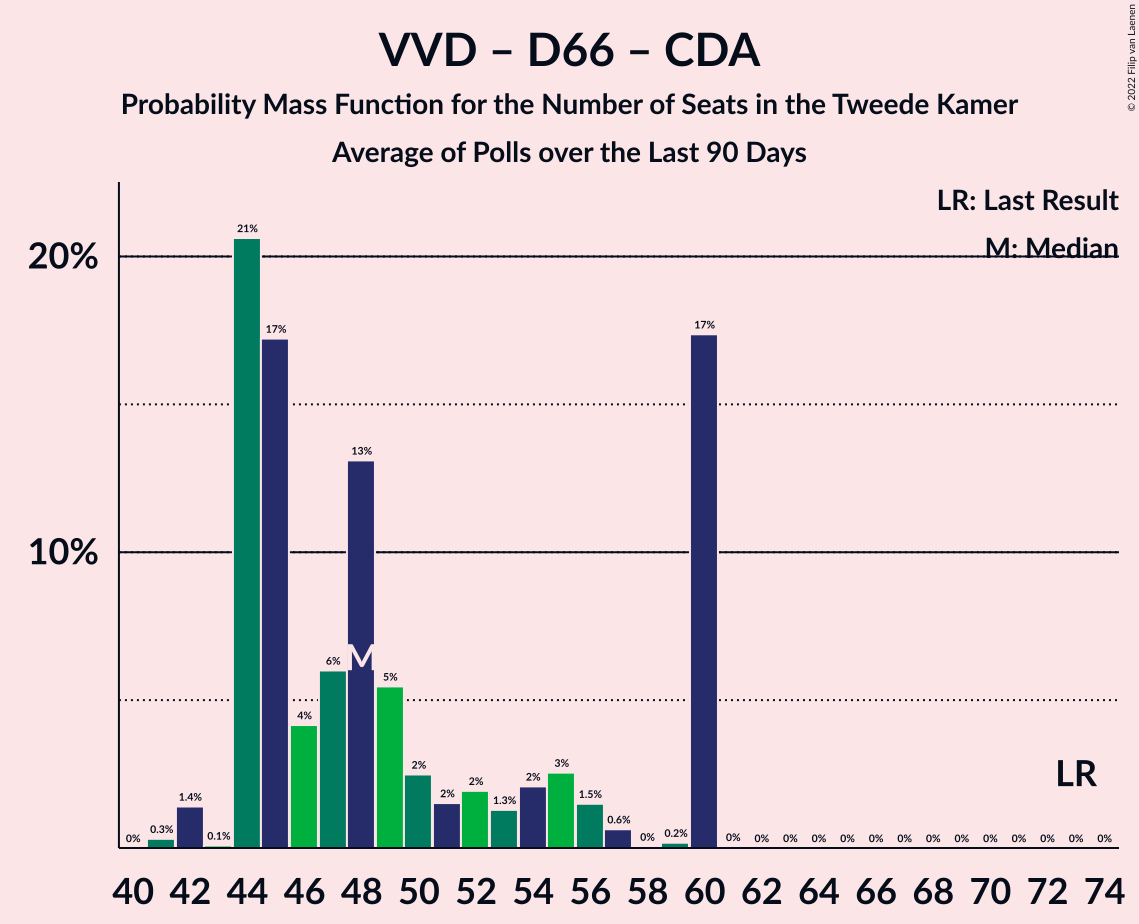 VVD – D66 – CDA
Probability Mass Function for the Number of Seats in the Tweede Kamer
Average of Polls over the Last 90 Days
© 2022 Filip van Laenen
LR: Last Result
M: Median
20%
10%
0% 0.3% 1.4% 0.1% 21% 17% 4% 6% 13% 5% 2% 2% 2% 1.3% 2% 3% 1.5% 0.6% 0% 0.2% 17% 0% 0% 0% 0% 0% 0% 0% 0% 0% 0% 0% 0% 0% 0%
M
LR
40 42 44 46 48 50 52 54 56 58 60 62 64 66 68 70 72 74